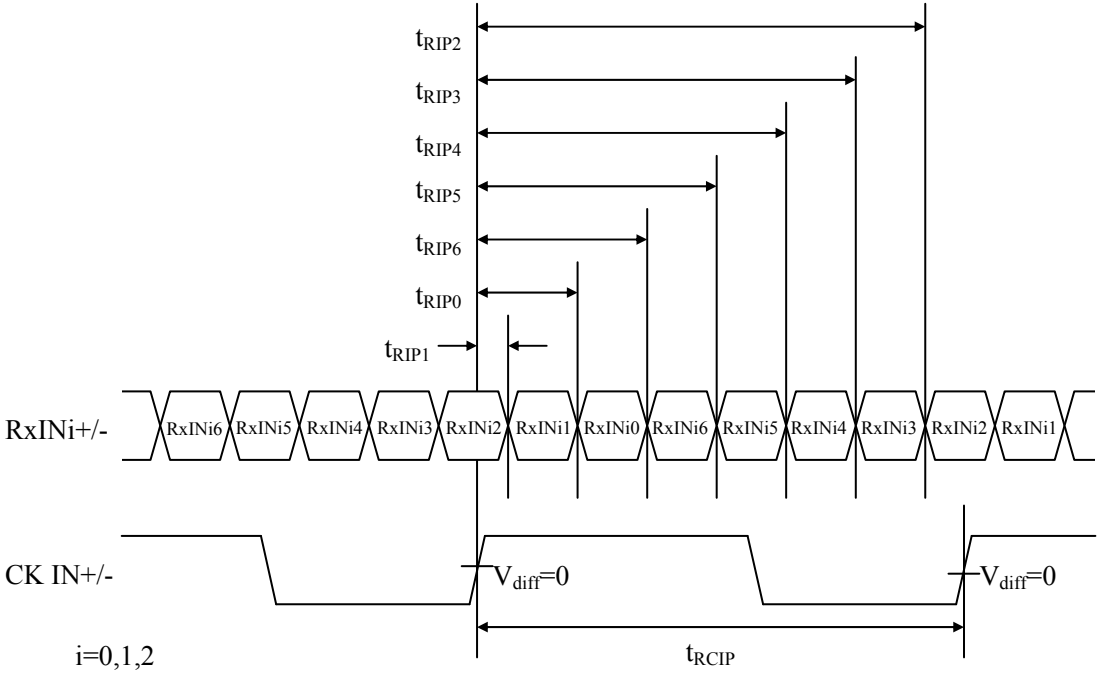 tRIP2
tRIP3
tRIP4
tRIP5
tRIP6
tRIP0
tRIP1
RxINi+/- RxINi6 RxINi5 RxINi4 RxINi3 RxINi2 RxINi1 RxINi0 RxINi6 RxINi5 RxINi4 RxINi3 RxINi2 RxINi1
CK IN+/- Vdiff=0 Vdiff=0
i=0,1,2 tRCIP